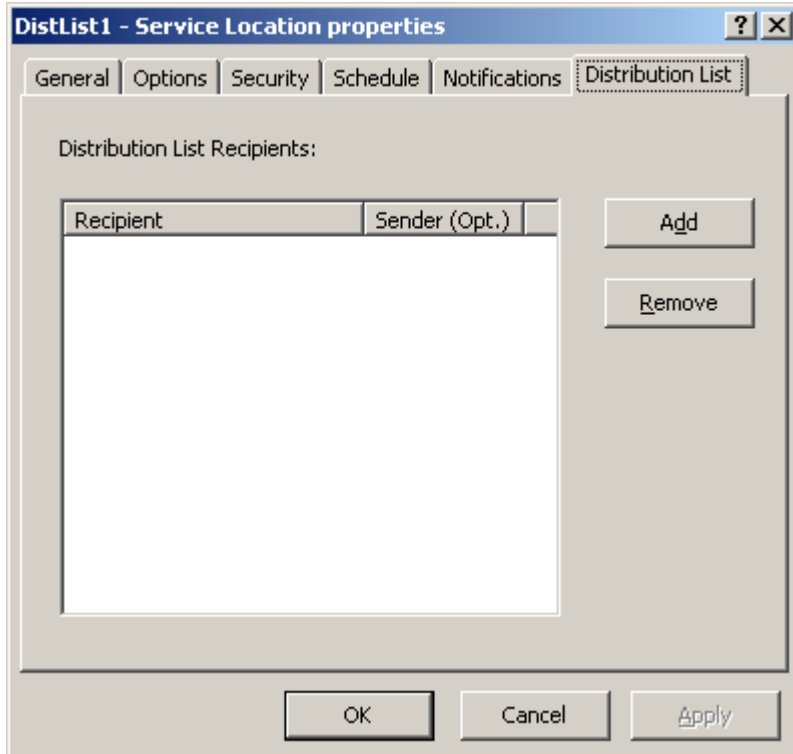 DistList1 - Service Location properties
General Options Security Schedule Notifications Distribution List
Distribution List Recipients:
Recipient Sender (Opt.)
Add
Remove
OK Cancel Apply